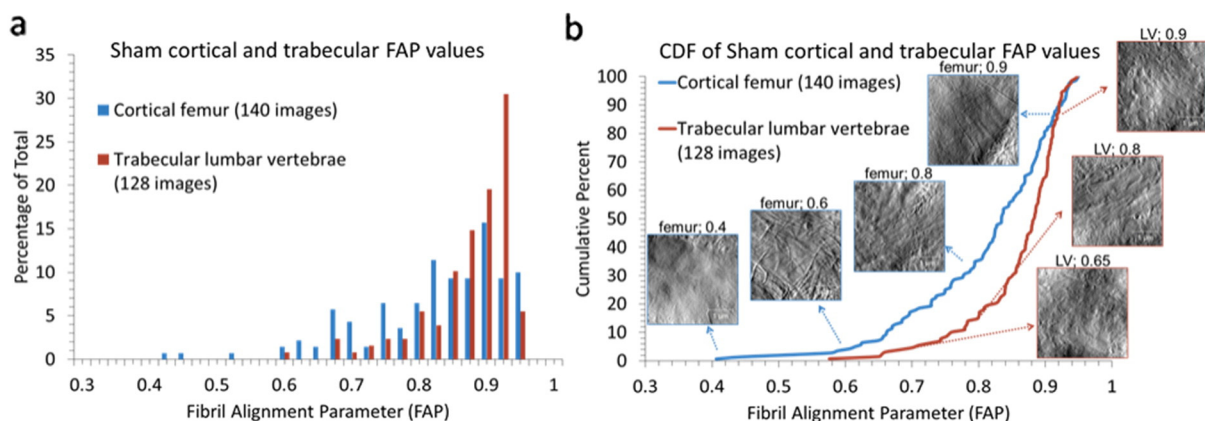 a
Sham cortical and trabecular FAP values
35
30
25
20
15
10
5
0
Percentage of Total
Cortical femur (140 images)
Trabecular lumbar vertebrae
(128 images)
0.3 0.4 0.5 0.6 0.7 0.8 0.9 1
Fibril Alignment Parameter (FAP)
b
CDF of Sham cortical and trabecular FAP values
100
90
80
70
60
50
40
30
20
10
0
Cumulative Percent
Cortical femur (140 images)
Trabecular lumbar vertebrae
(128 images)
femur; 0.4
femur; 0.6
femur; 0.8
femur; 0.9
LV; 0.9
LV; 0.8
LV; 0.65
0.3 0.4 0.5 0.6 0.7 0.8 0.9 1
Fibril Alignment Parameter (FAP)